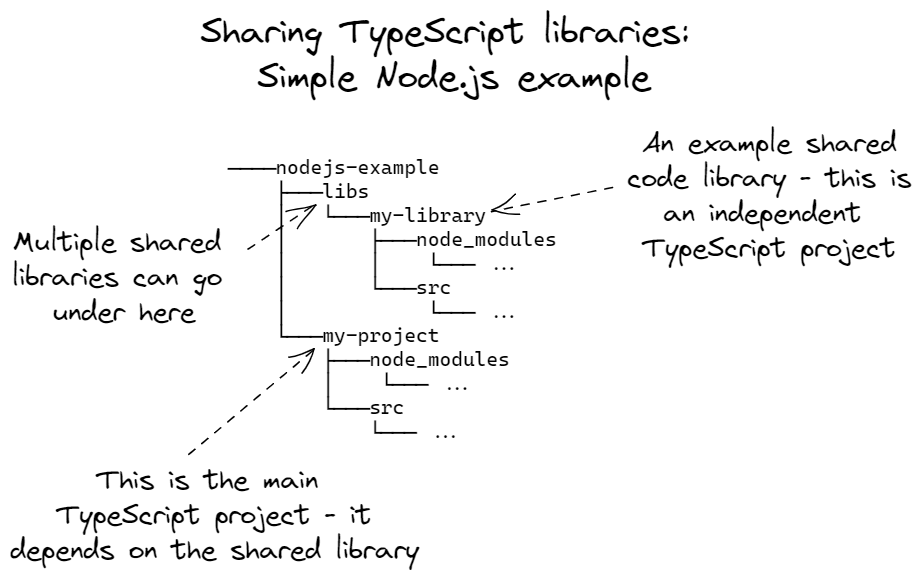 Sharing TypeScript libraries:
Simple Node.js example
An example shared
code library - this is
an independent
TypeScript project
nodejs-example
libs
my-library
node_modules
...
src
...
my-project
node_modules
...
src
...
Multiple shared
libraries can go
under here
This is the main
TypeScript project - it
depends on the shared library